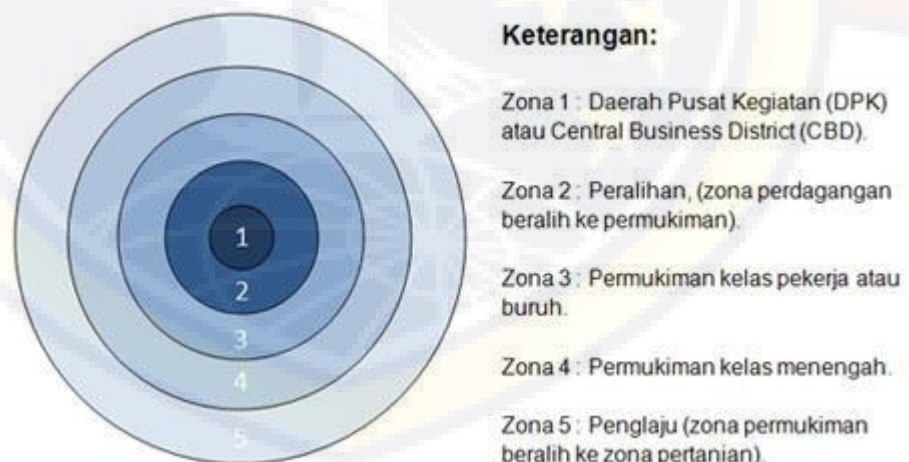 1
2
3
4
5
Keterangan:
Zona 1 : Daerah Pusat Kegiatan (DPK)
atau Central Business District (CBD).
Zona 2 : Peralihan, (zona perdagangan
beralih ke permukiman).
Zona 3 : Permukiman kelas pekerja atau
buruh.
Zona 4 : Permukiman kelas menengah.
Zona 5 : Penglaju (zona permukiman
beralih ke zona pertanian).